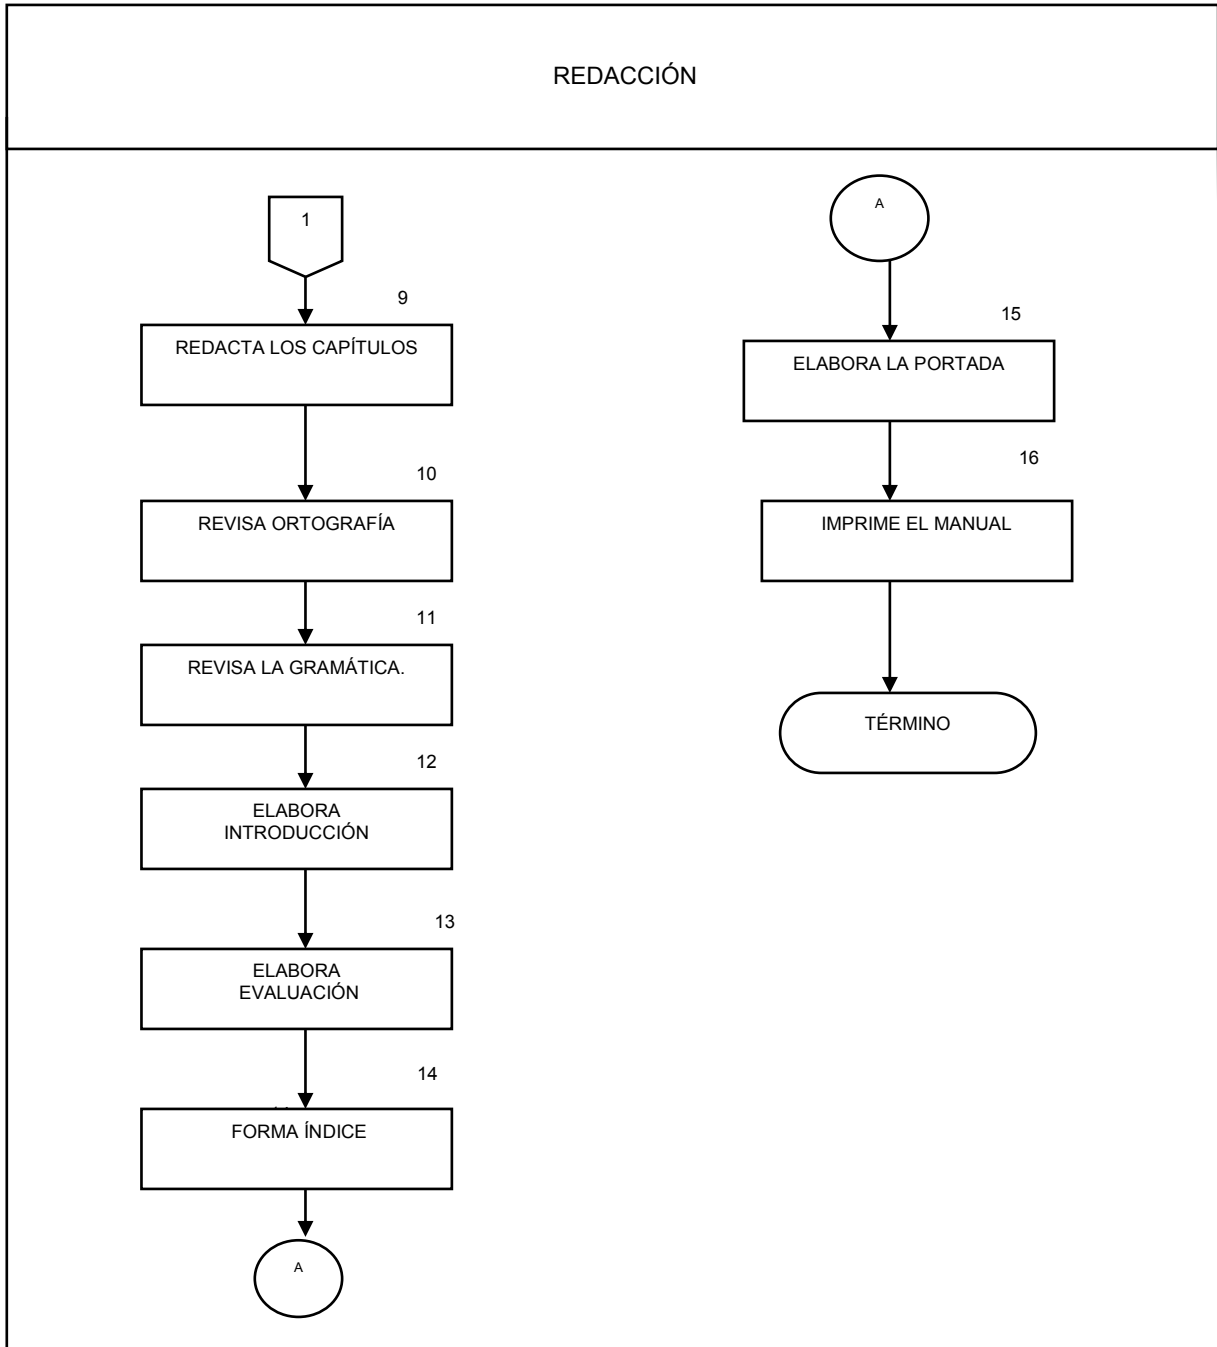 REDACCIÓN
1
9
REDACTA LOS CAPÍTULOS
10
REVISA ORTOGRAFÍA
11
REVISA LA GRAMÁTICA.
12
ELABORA
INTRODUCCIÓN
13
ELABORA
EVALUACIÓN
14
FORMA ÍNDICE
A
A
15
ELABORA LA PORTADA
16
IMPRIME EL MANUAL
TÉRMINO